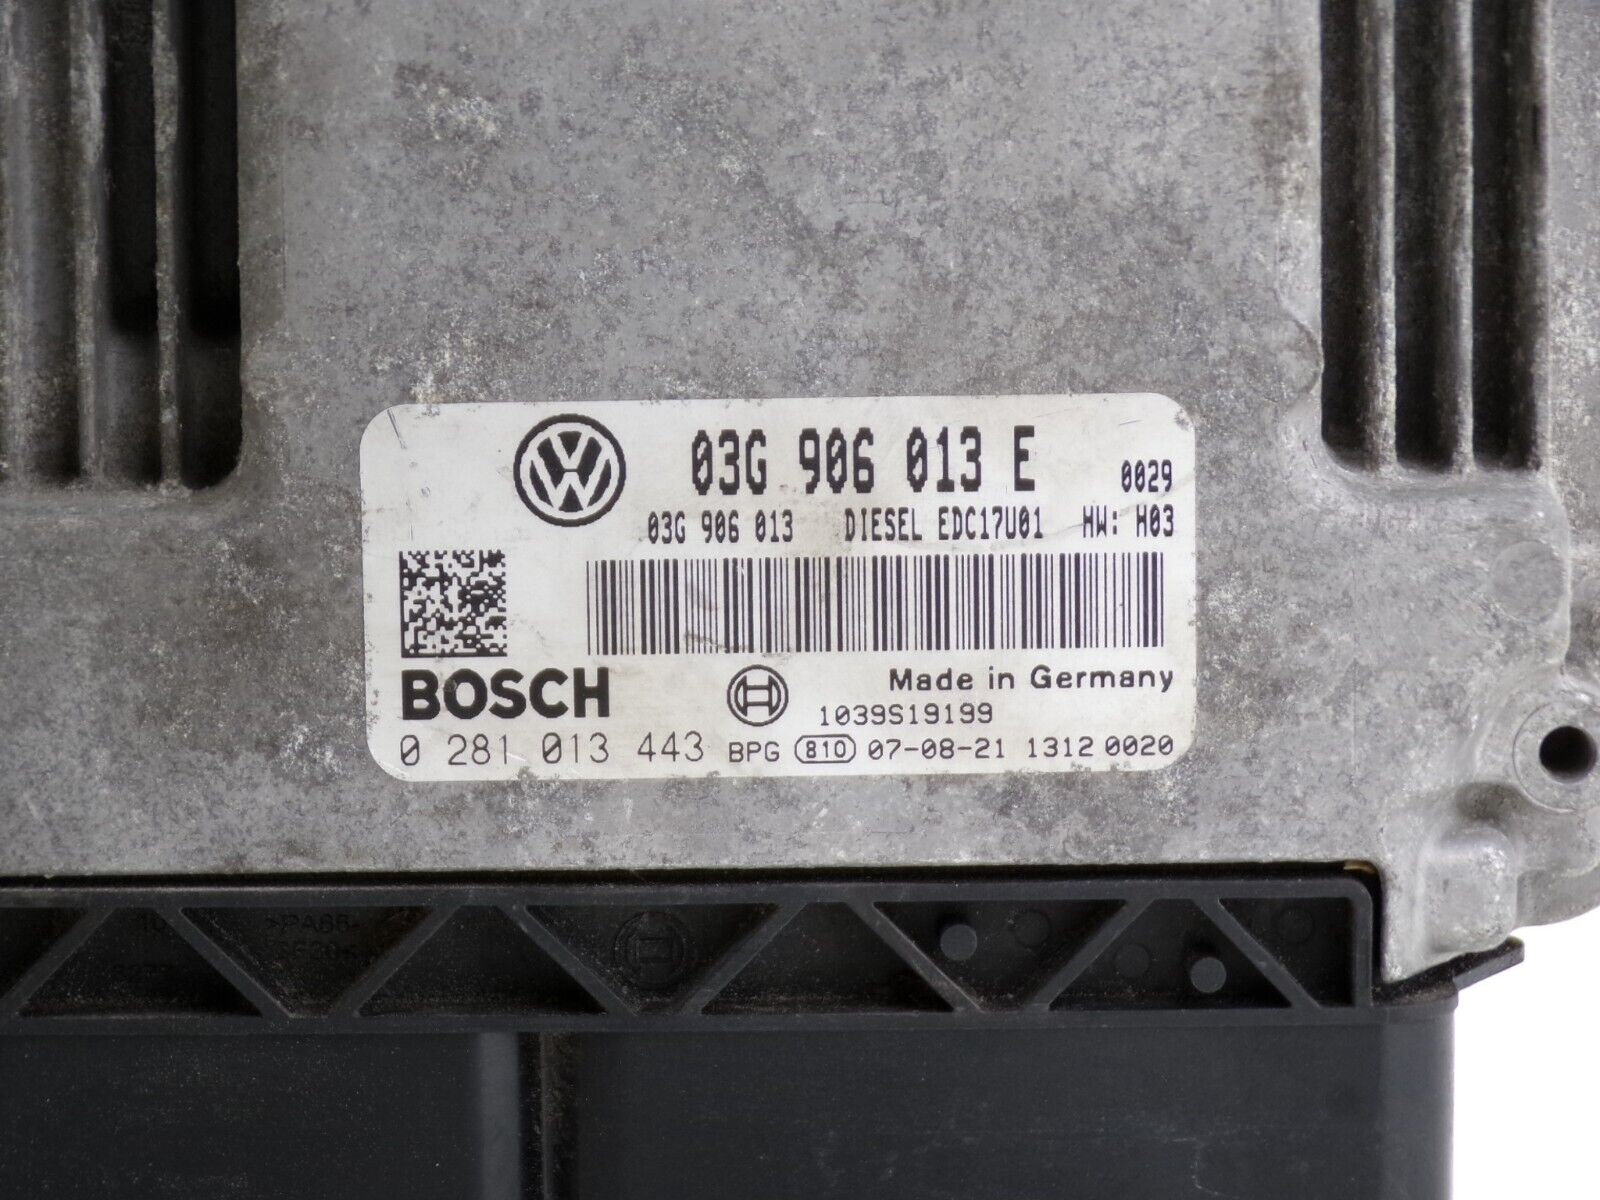 03G 906 013 E 0029
03G 906 013 DIESEL EDC17U01 HW: H03
BOSCH Made in Germany
1039S19199
0 281 013 443 BPG 810 07-08-21 1312 0020